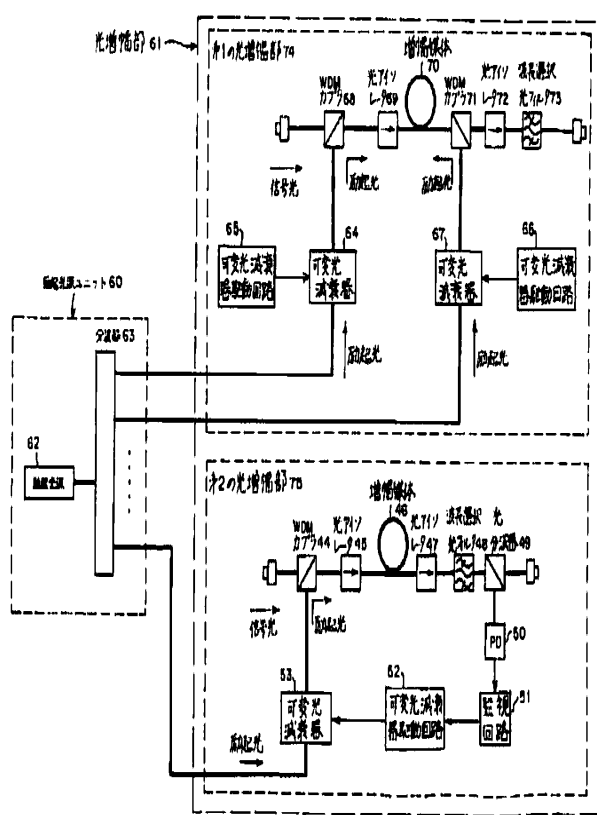 光増幅部61
第1の光増幅部74
増幅媒体
70
WDM
カプラ68
光アイソ
レータ69
WDM
カプラ71
光アイソ
レータ72
波長選択
光フィルタ73
信号光
励起光
励起光
65
可変光減衰
器駆動回路
64
可変光
減衰器
67
可変光
減衰器
66
可変光減衰
器駆動回路
励起光
励起光
励起光源ユニット60
分波器63
62
励起光源
第2の光増幅部75
増幅媒体
46
WDM
カプラ44
光アイソ
レータ45
光アイソ
レータ47
波長選択
光フィルタ48
光
分波器49
信号光
励起光
PD
50
53
可変光
減衰器
52
可変光減衰
器駆動回路
51
監視
回路
励起光